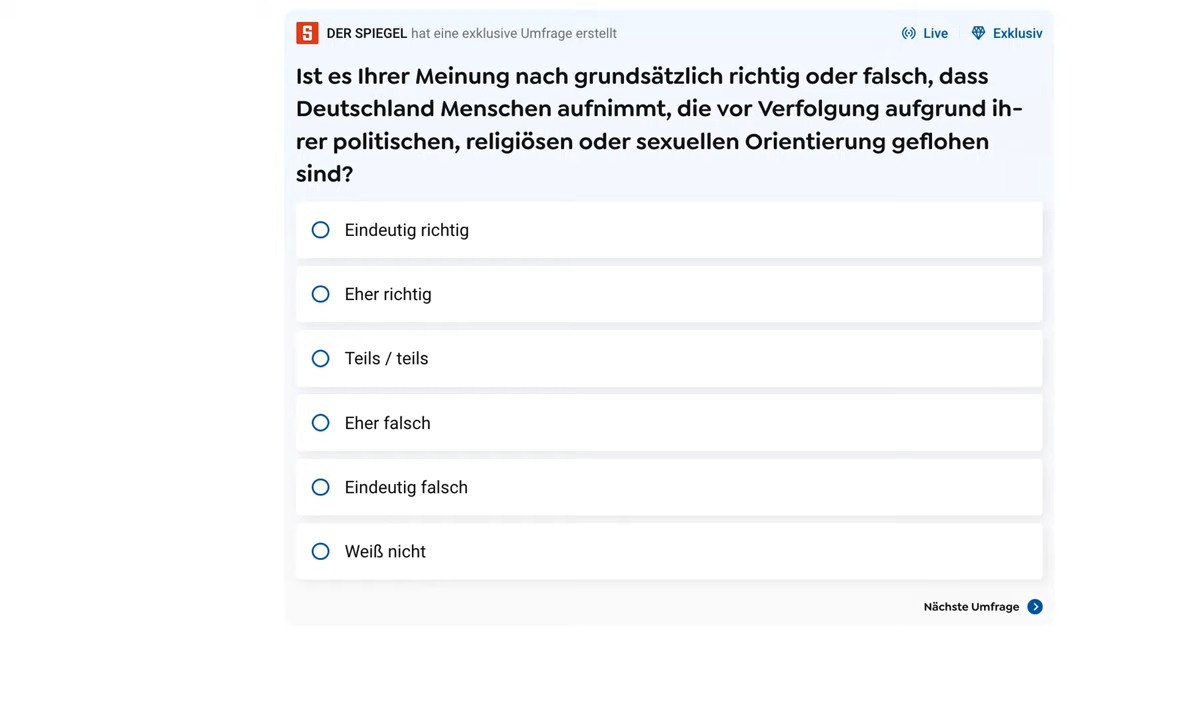 DER SPIEGEL hat eine exklusive Umfrage erstellt
Live
Exklusiv
Ist es Ihrer Meinung nach grundsätzlich richtig oder falsch, dass
Deutschland Menschen aufnimmt, die vor Verfolgung aufgrund ih-
rer politischen, religiösen oder sexuellen Orientierung geflohen
sind?
Eindeutig richtig
Eher richtig
Teils / teils
Eher falsch
Eindeutig falsch
Weiß nicht
Nächste Umfrage